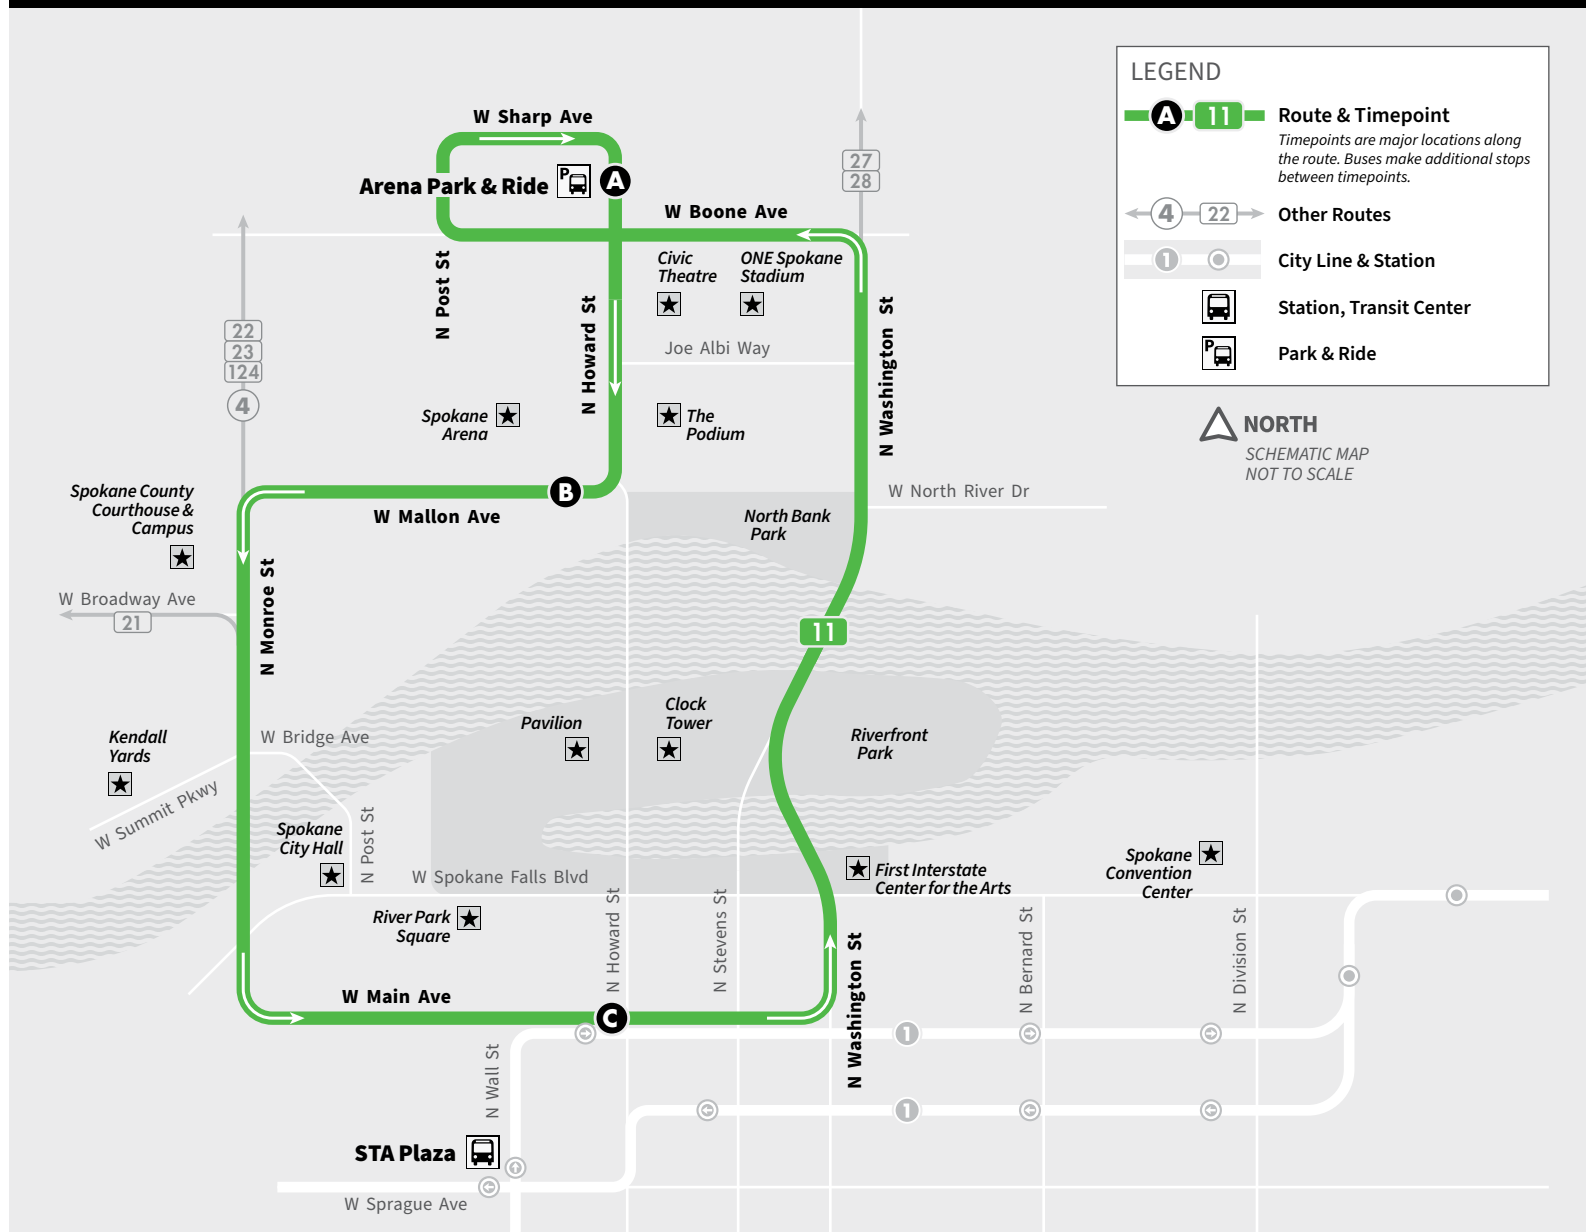 W Sharp Ave
Arena Park & Ride
P
A
W Boone Ave
27
28
N Post St
N Howard St
Civic
Theatre
ONE Spokane
Stadium
N Washington St
Joe Albi Way
22
23
124
4
Spokane
Arena
The
Podium
Spokane County
Courthouse &
Campus
B
W Mallon Ave
W North River Dr
North Bank
Park
N Monroe St
W Broadway Ave
21
11
Kendall
Yards
W Bridge Ave
W Summit Pkwy
Pavilion
Clock
Tower
Riverfront
Park
Spokane
City Hall
N Post St
W Spokane Falls Blvd
First Interstate
Center for the Arts
Spokane
Convention
Center
River Park
Square
N Howard St
N Stevens St
N Washington St
N Bernard St
N Division St
W Main Ave
C
1
1
N Wall St
STA Plaza
W Sprague Ave
LEGEND
A
11
Route & Timepoint
Timepoints are major locations along
the route. Buses make additional stops
between timepoints.
4
22
Other Routes
1
City Line & Station
Station, Transit Center
P
Park & Ride
NORTH
SCHEMATIC MAP
NOT TO SCALE